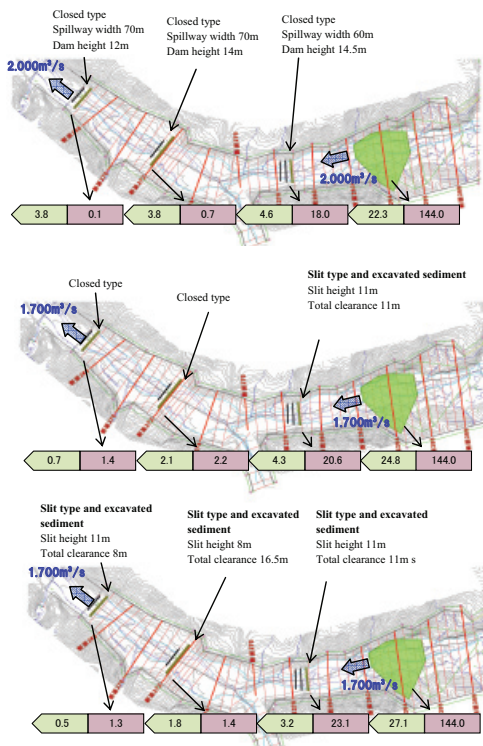 Closed type
Spillway width 70m
Dam height 12m
Closed type
Spillway width 70m
Dam height 14m
Closed type
Spillway width 60m
Dam height 14.5m
2.000m³/s
2.000m³/s
3.8 0.1 3.8 0.7 4.6 18.0 22.3 144.0
Closed type
Closed type
Slit type and excavated sediment
Slit height 11m
Total clearance 11m
1.700m³/s
1.700m³/s
0.7 1.4 2.1 2.2 4.3 20.6 24.8 144.0
Slit type and excavated
sediment
Slit height 11m
Total clearance 8m
Slit type and excavated
sediment
Slit height 8m
Total clearance 16.5m
Slit type and excavated
sediment
Slit height 11m
Total clearance 11m s
1.700m³/s
1.700m³/s
0.5 1.3 1.8 1.4 3.2 23.1 27.1 144.0